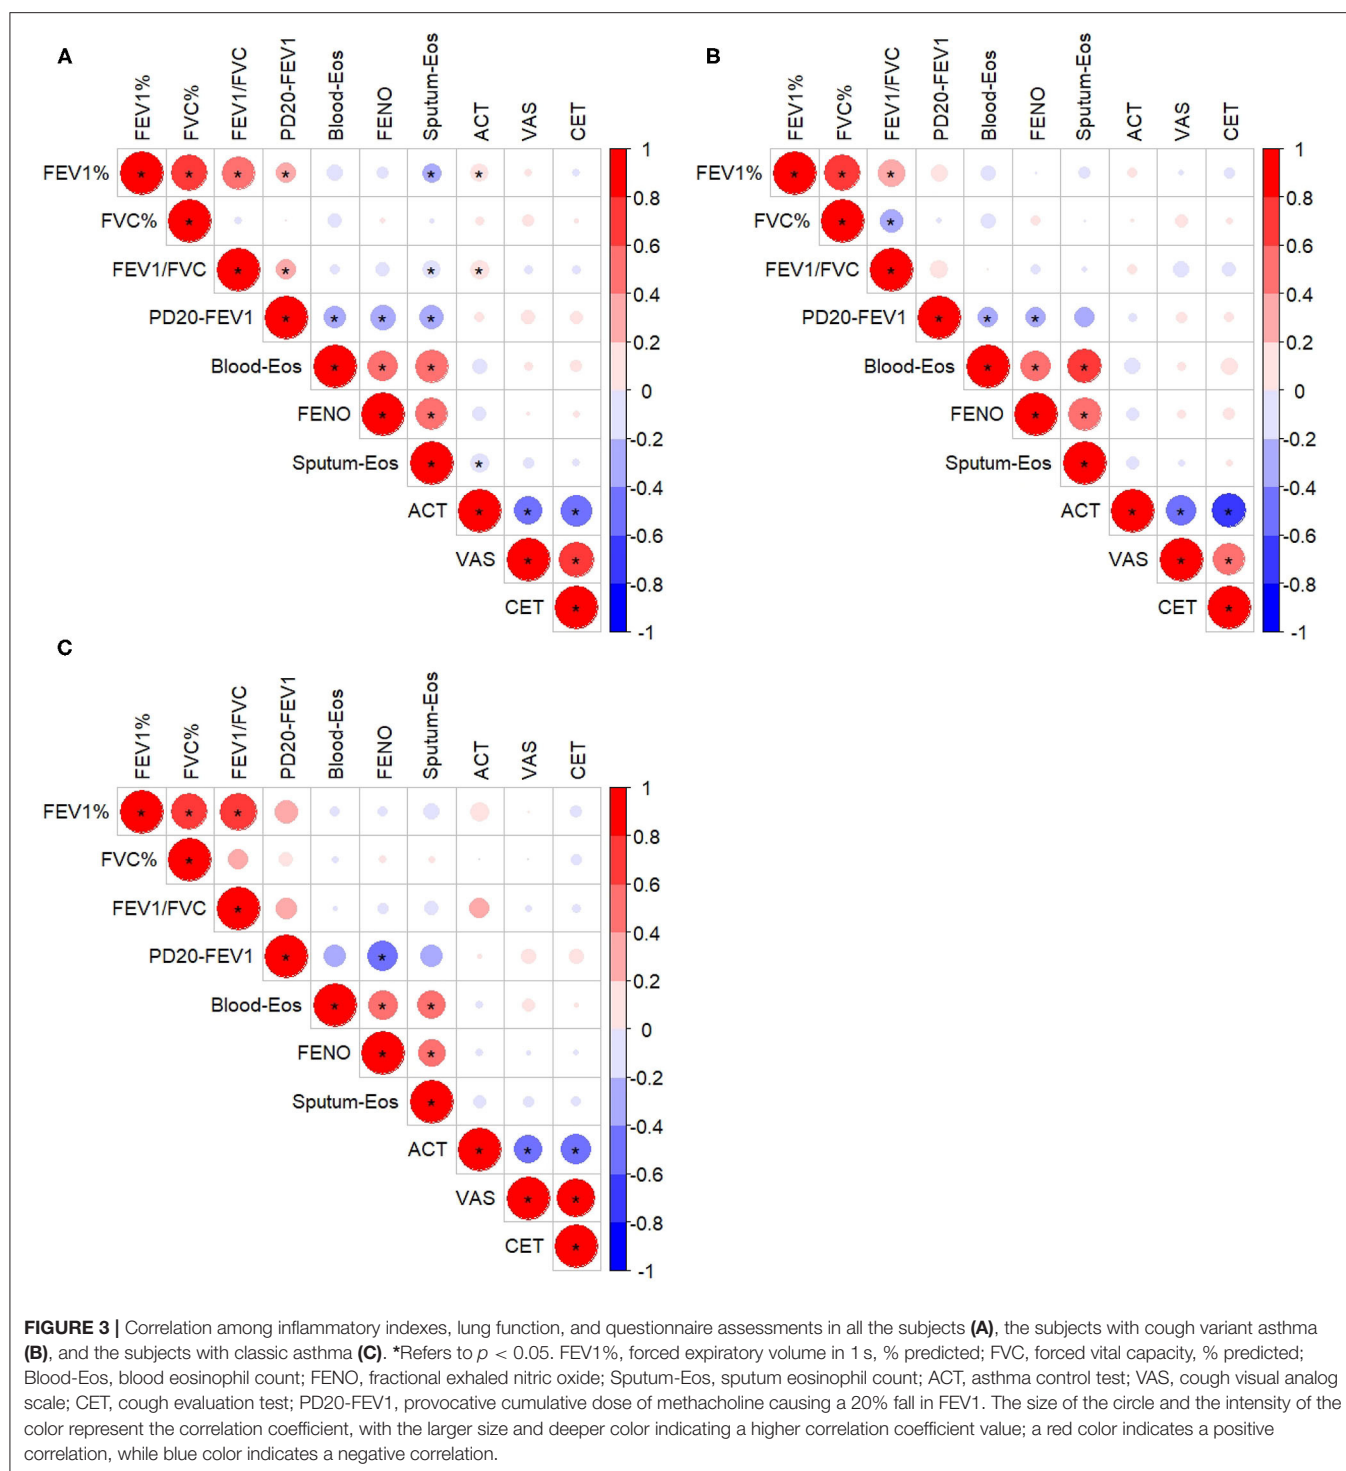 A
FEV1%
FVC%
FEV1/FVC
PD20-FEV1
Blood-Eos
FENO
Sputum-Eos
ACT
VAS
CET
FEV1% * * * * * *
FVC% *
FEV1/FVC * * * *
PD20-FEV1 * * * *
Blood-Eos * * *
FENO * *
Sputum-Eos * *
ACT * * *
VAS * *
CET *
1
0.8
0.6
0.4
0.2
0
-0.2
-0.4
-0.6
-0.8
-1
B
FEV1%
FVC%
FEV1/FVC
PD20-FEV1
Blood-Eos
FENO
Sputum-Eos
ACT
VAS
CET
FEV1% * * *
FVC% * *
FEV1/FVC *
PD20-FEV1 * * *
Blood-Eos * * *
FENO * *
Sputum-Eos *
ACT * * *
VAS * *
CET *
1
0.8
0.6
0.4
0.2
0
-0.2
-0.4
-0.6
-0.8
-1
C
FEV1%
FVC%
FEV1/FVC
PD20-FEV1
Blood-Eos
FENO
Sputum-Eos
ACT
VAS
CET
FEV1% * * *
FVC% *
FEV1/FVC *
PD20-FEV1 * *
Blood-Eos * * *
FENO * *
Sputum-Eos *
ACT * * *
VAS * *
CET *
1
0.8
0.6
0.4
0.2
0
-0.2
-0.4
-0.6
-0.8
-1
FIGURE 3 | Correlation among inflammatory indexes, lung function, and questionnaire assessments in all the subjects (A), the subjects with cough variant asthma
(B), and the subjects with classic asthma (C). *Refers to p < 0.05. FEV1%, forced expiratory volume in 1 s, % predicted; FVC, forced vital capacity, % predicted;
Blood-Eos, blood eosinophil count; FENO, fractional exhaled nitric oxide; Sputum-Eos, sputum eosinophil count; ACT, asthma control test; VAS, cough visual analog
scale; CET, cough evaluation test; PD20-FEV1, provocative cumulative dose of methacholine causing a 20% fall in FEV1. The size of the circle and the intensity of the
color represent the correlation coefficient, with the larger size and deeper color indicating a higher correlation coefficient value; a red color indicates a positive
correlation, while blue color indicates a negative correlation.